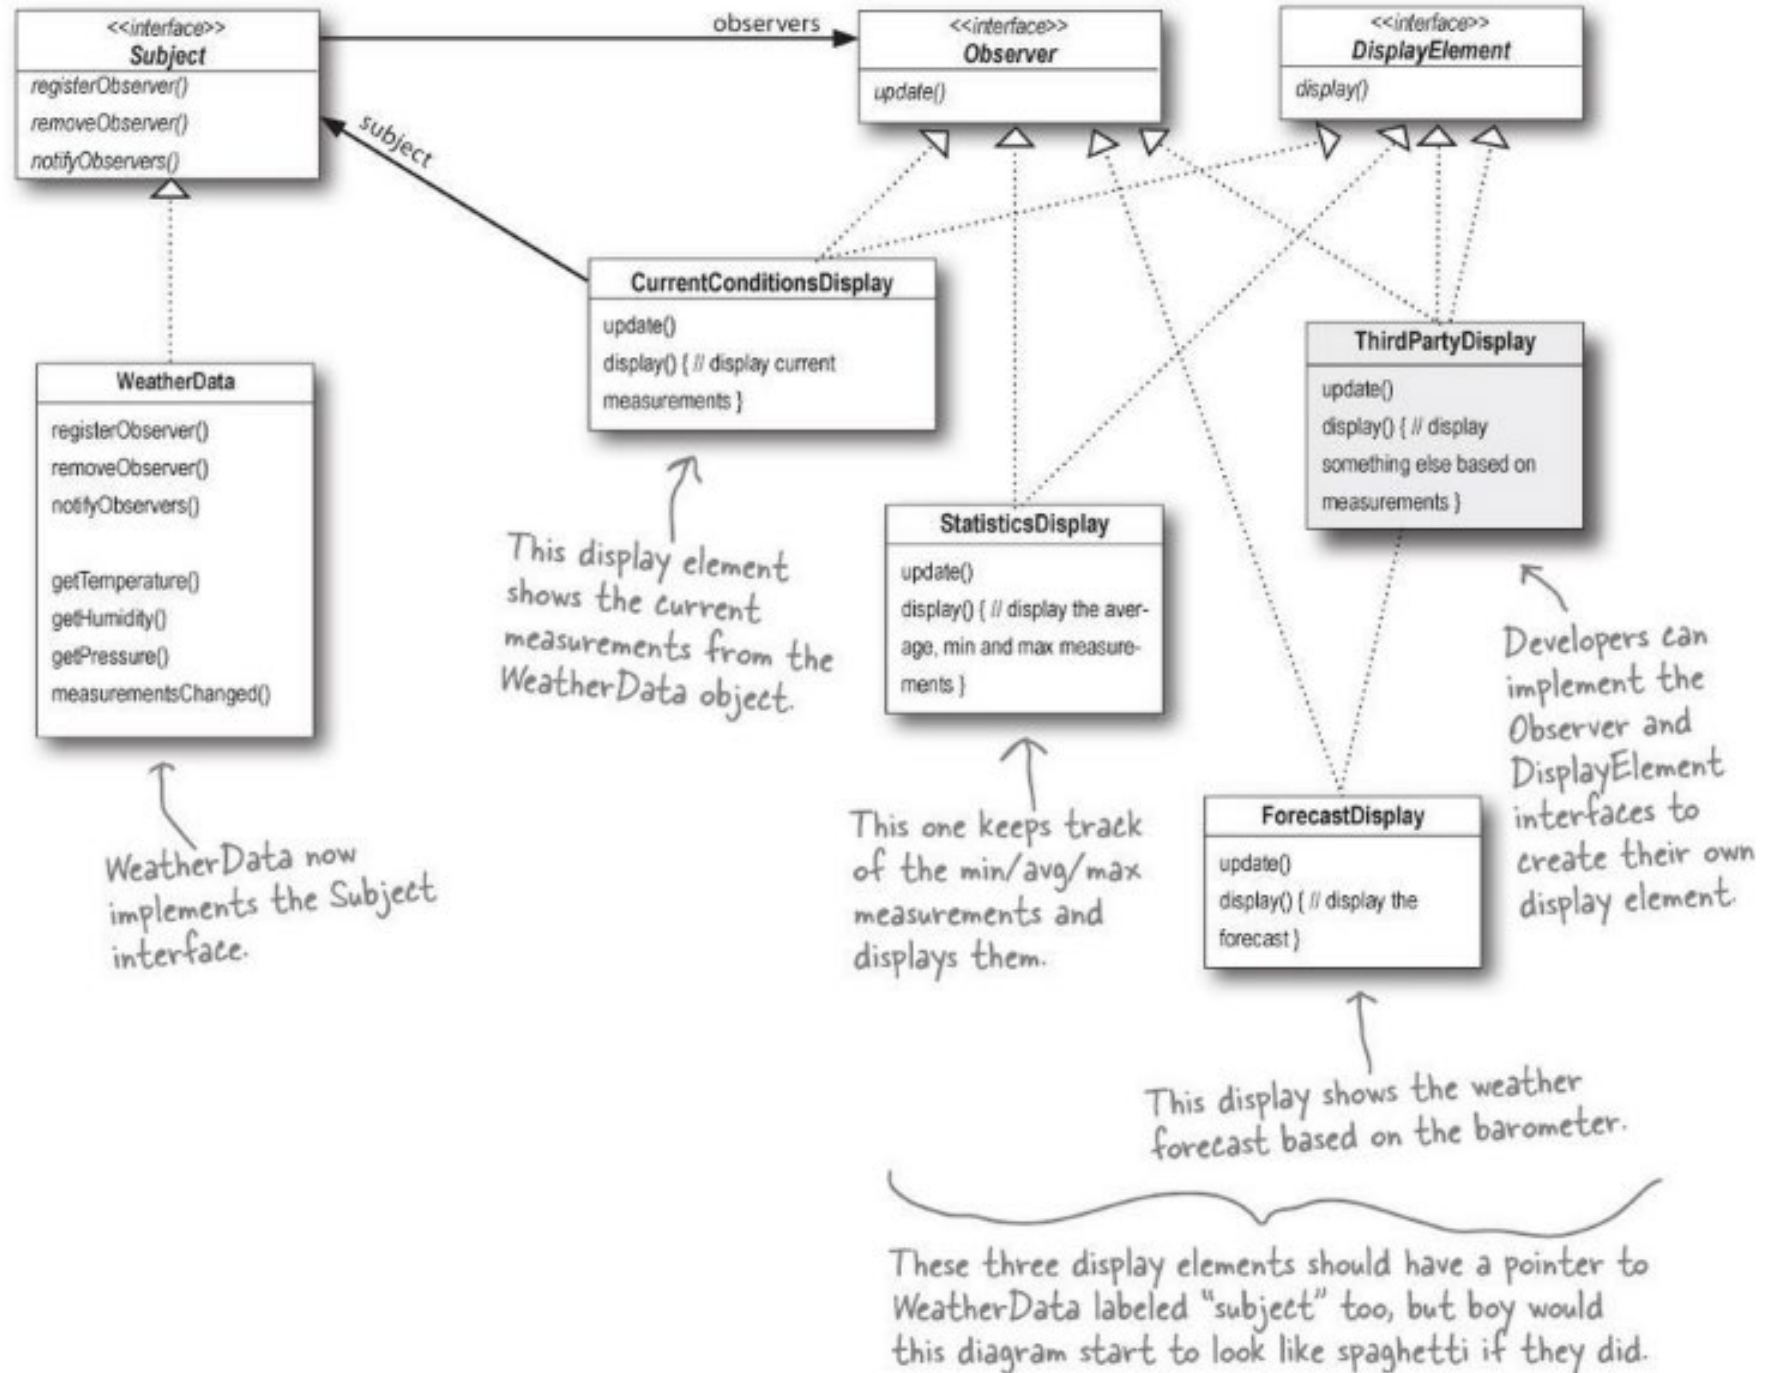 <<interface>>
Subject
registerObserver()
removeObserver()
notifyObservers()
observers
<<interface>>
Observer
update()
<<interface>>
DisplayElement
display()
subject
CurrentConditionsDisplay
update()
display() { // display current
measurements }
WeatherData
registerObserver()
removeObserver()
notifyObservers()
getTemperature()
getHumidity()
getPressure()
measurementsChanged()
ThirdPartyDisplay
update()
display() { // display
something else based on
measurements }
StatisticsDisplay
update()
display() { // display the aver-
age, min and max measure-
ments }
This display element
shows the current
measurements from the
WeatherData object.
Developers can
implement the
Observer and
DisplayElement
interfaces to
create their own
display element.
ForecastDisplay
update()
display() { // display the
forecast }
WeatherData now
implements the Subject
interface.
This one keeps track
of the min/avg/max
measurements and
displays them.
This display shows the weather
forecast based on the barometer.
These three display elements should have a pointer to
WeatherData labeled "subject" too, but boy would
this diagram start to look like spaghetti if they did.